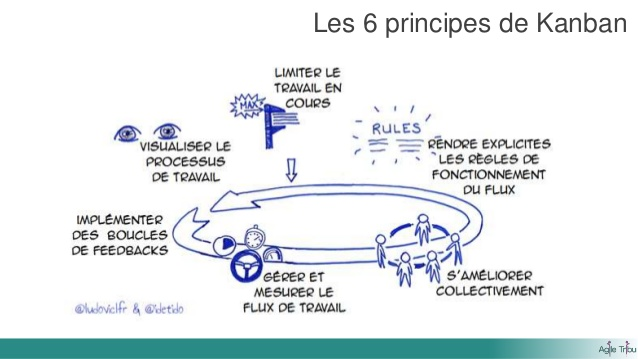 Les 6 principes de Kanban
LIMITER LE
TRAVAIL EN
COURS
MAX
VISUALISER LE
PROCESSUS
DE TRAVAIL
RULES
RENDRE EXPLICITES
LES RÈGLES DE
FONCTIONNEMENT
DU FLUX
IMPLÉMENTER
DES BOUCLES
DE FEEDBACKS
GÉRER ET
MESURER LE
FLUX DE TRAVAIL
S'AMÉLIORER
COLLECTIVEMENT
@ludoviclfr & @idetido
Agile Tribu